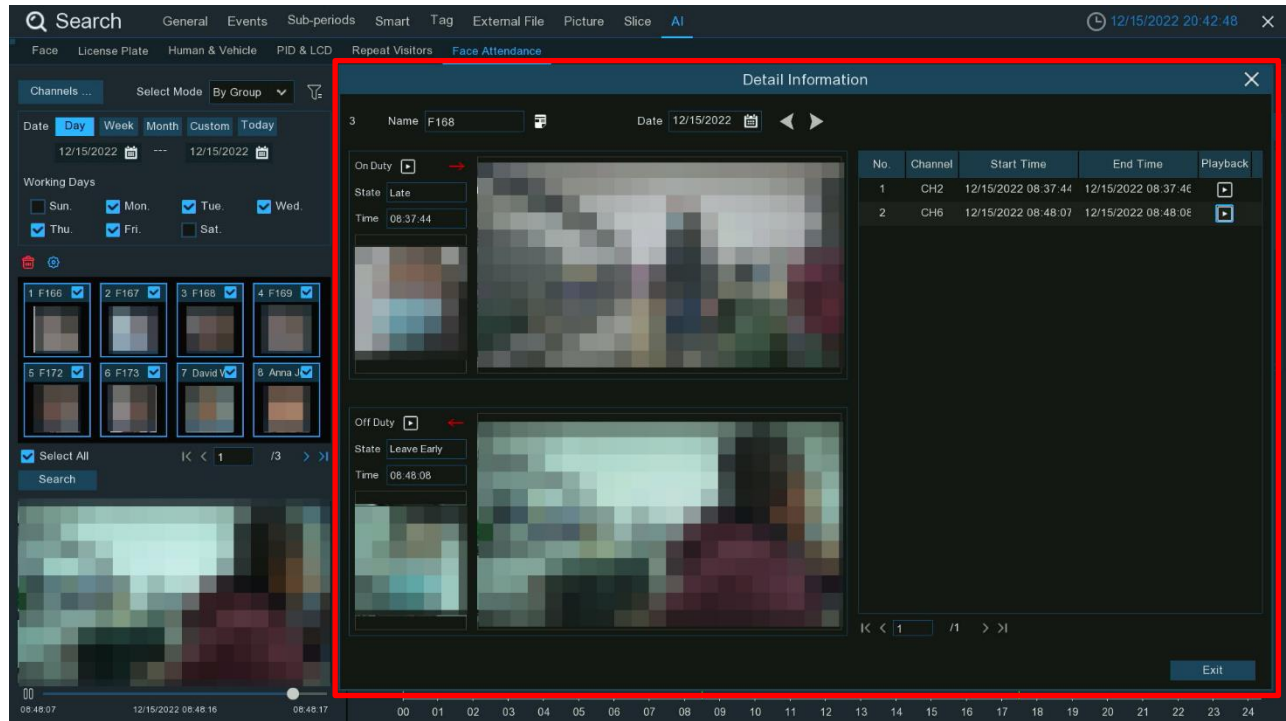 Search General Events Sub-periods Smart Tag External File Picture Slice AI 12/15/2022 20:42:48
Face License Plate Human & Vehicle PID & LCD Repeat Visitors Face Attendance
Channels ... Select Mode By Group
Date Day Week Month Custom Today
12/15/2022 --- 12/15/2022
Working Days
Sun. Mon. Tue. Wed.
Thu. Fri. Sat.
1 F166 2 F167 3 F168 4 F169
5 F172 6 F173 7 David 8 Anna J
Select All 1 /3
Search
08:48:07 12/15/2022 08:48:16 08:48:17
Detail Information
3 Name F168 Date 12/15/2022
On Duty
State Late
Time 08:37:44
Off Duty
State Leave Early
Time 08:48:08
No. Channel Start Time End Time Playback
1 CH2 12/15/2022 08:37:44 12/15/2022 08:37:46
2 CH6 12/15/2022 08:48:07 12/15/2022 08:48:08
1 /1
Exit
00 01 02 03 04 05 06 07 08 09 10 11 12 13 14 15 16 17 18 19 20 21 22 23 24